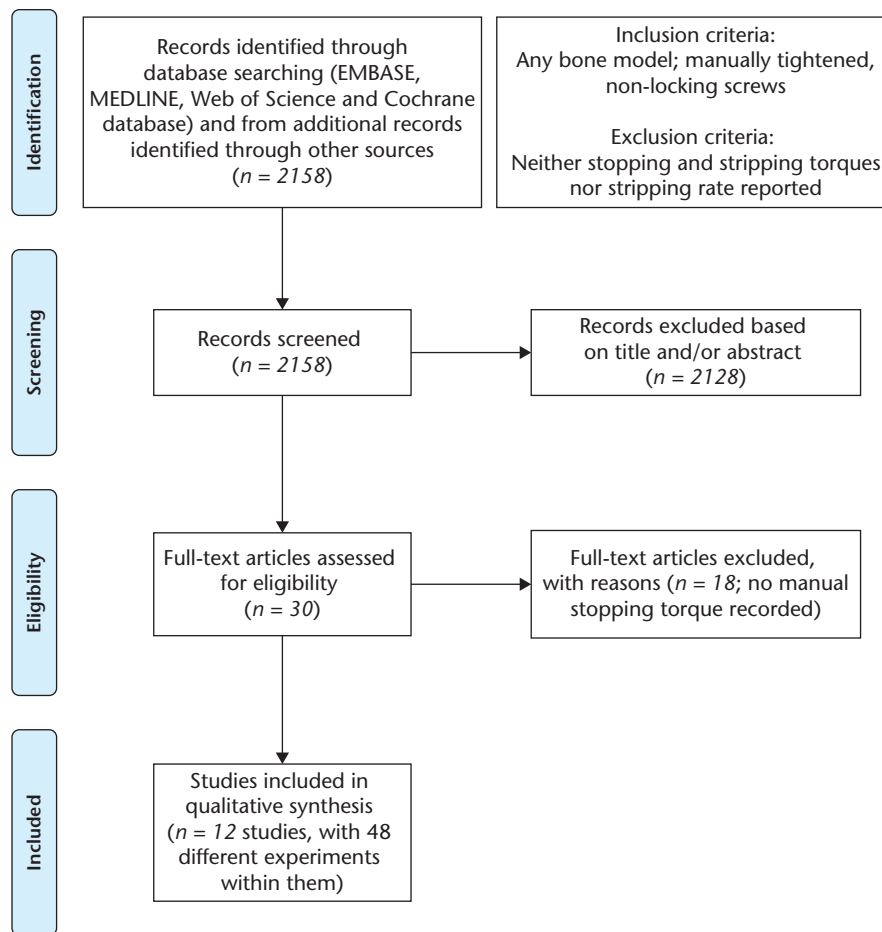 Identification
Records identified through
database searching (EMBASE,
MEDLINE, Web of Science and Cochrane
database) and from additional records
identified through other sources
(n = 2158)
Inclusion criteria:
Any bone model; manually tightened,
non-locking screws
Exclusion criteria:
Neither stopping and stripping torques
nor stripping rate reported
Screening
Records screened
(n = 2158)
Records excluded based
on title and/or abstract
(n = 2128)
Eligibility
Full-text articles assessed
for eligibility
(n = 30)
Full-text articles excluded,
with reasons (n = 18; no manual
stopping torque recorded)
Included
Studies included in
qualitative synthesis
(n = 12 studies, with 48
different experiments
within them)